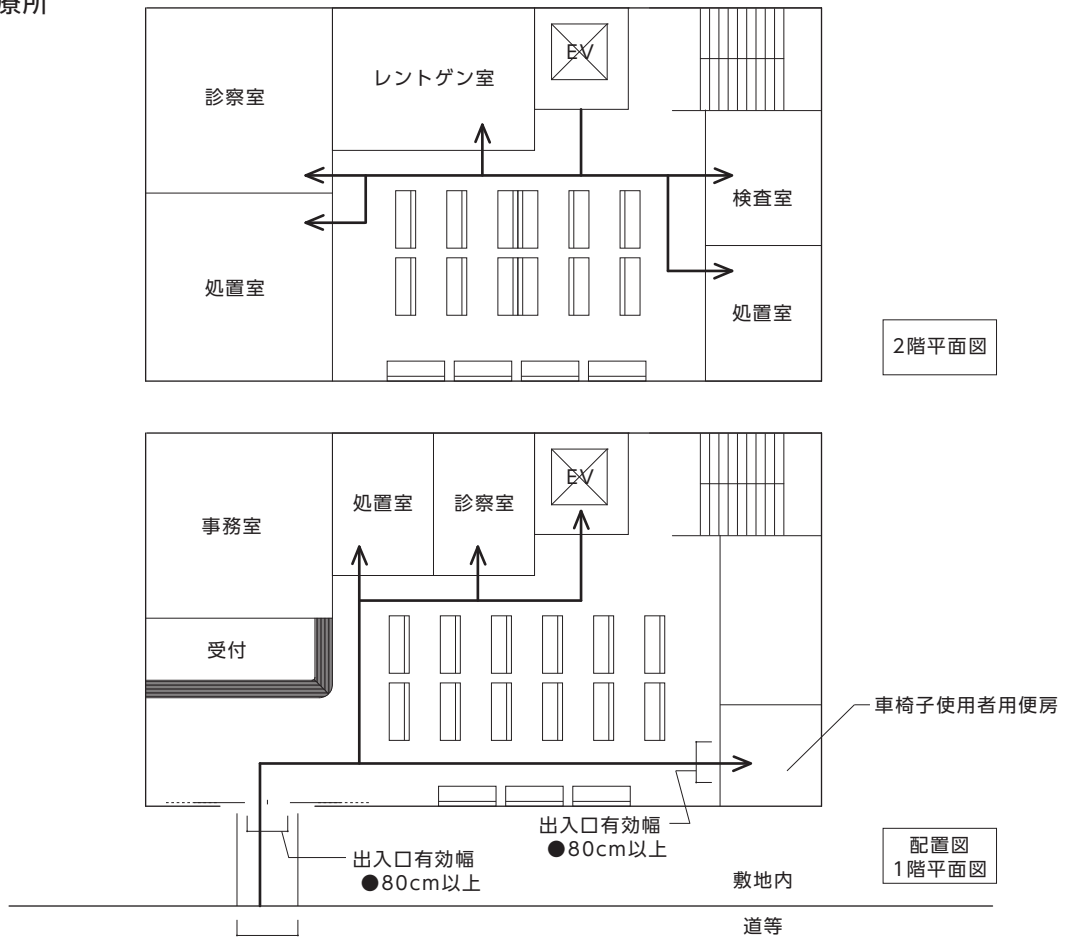 療所
EV
レントゲン室
診察室
検査室
処置室
処置室
2階平面図
EV
処置室
診察室
事務室
受付
車椅子使用者用便房
出入口有効幅
●80cm以上
出入口有効幅
●80cm以上
配置図
1階平面図
敷地内
道等